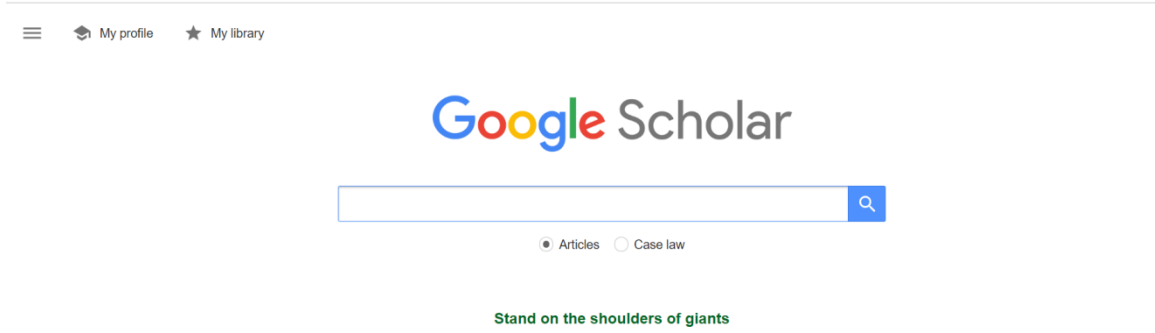 My profile My library
Google Scholar
Articles Case law
Stand on the shoulders of giants